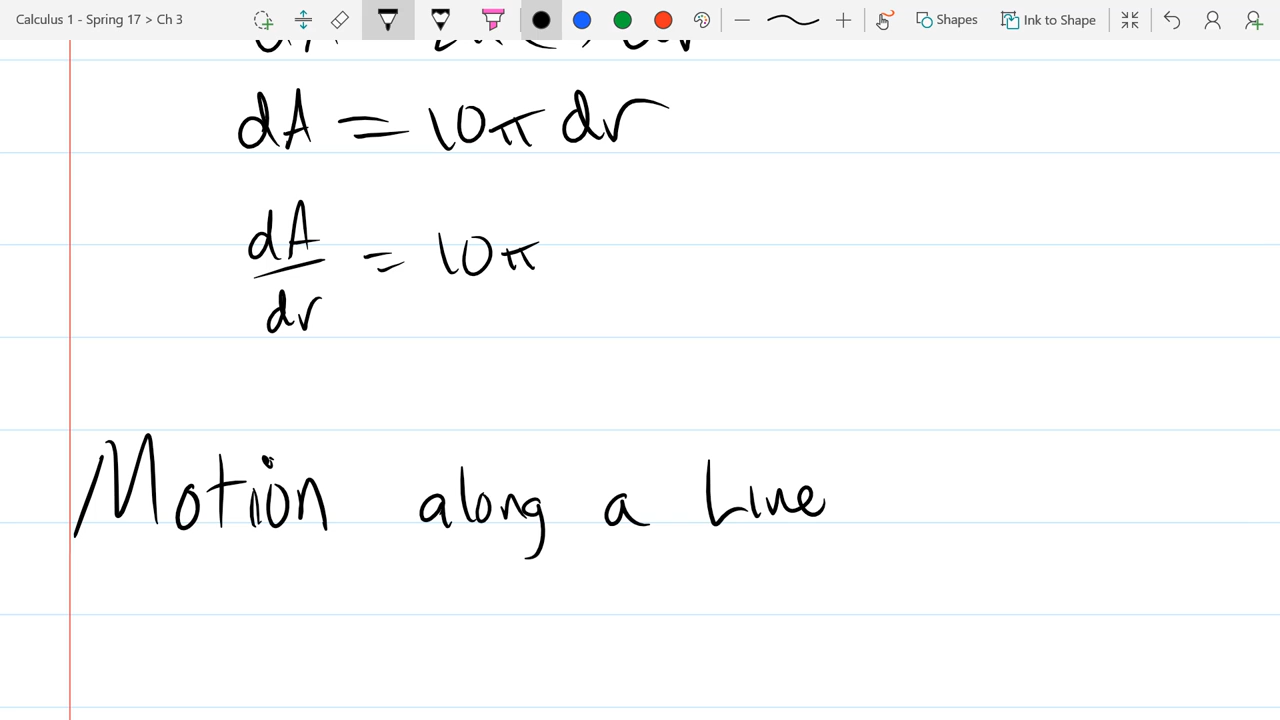 Calculus 1 - Spring 17 > Ch 3
Shapes
Ink to Shape
dA = 10π dr
dA/dr = 10π
Motion along a Line